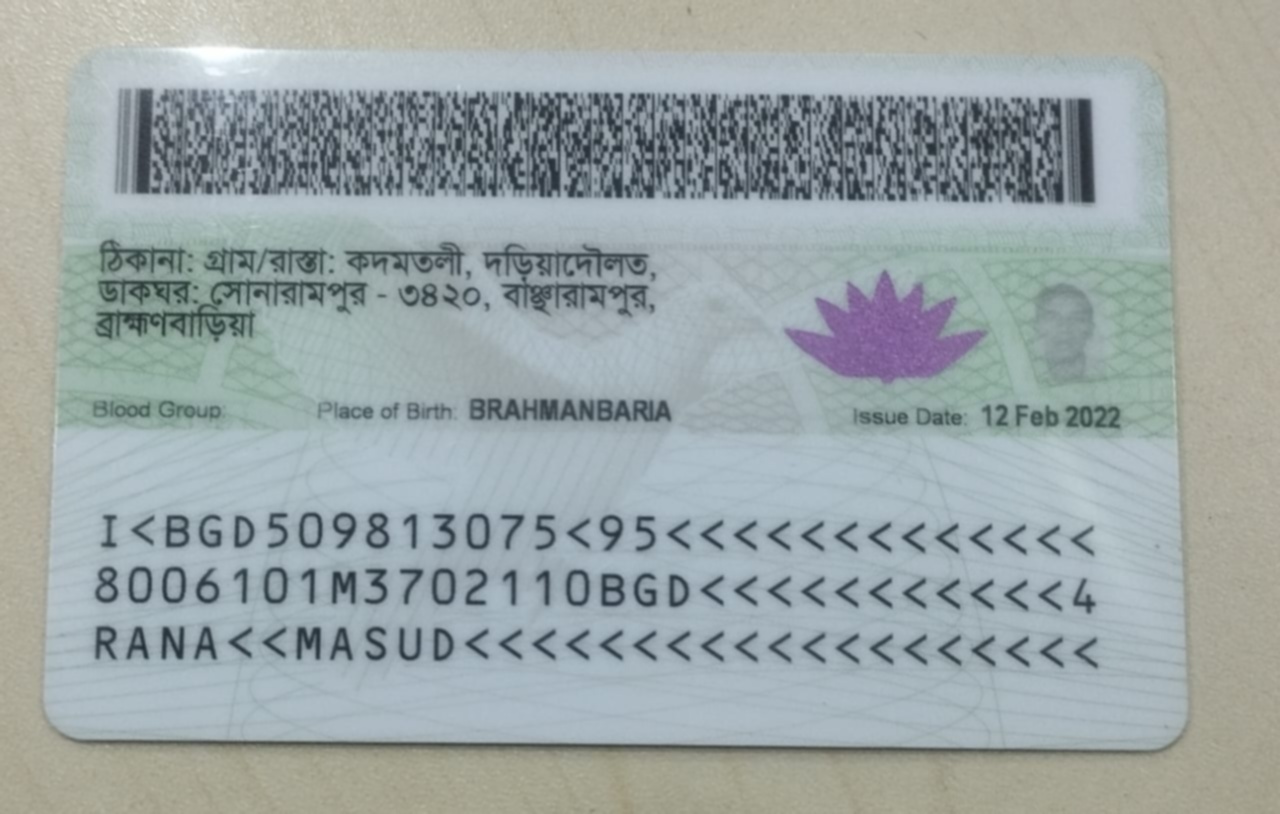 ঠিকানা: গ্রাম/রাস্তা: কদমতলী, দড়িয়াদৌলত,
ডাকঘর: সোনারামপুর - ৩৪২০, বাঞ্ছারামপুর,
ব্রাহ্মণবাড়িয়া
Blood Group: Place of Birth: BRAHMANBARIA Issue Date: 12 Feb 2022
I<BGD509813075<95<<<<<<<<<<<<<
8006101M3702110BGD<<<<<<<<<<<4
RANA<<MASUD<<<<<<<<<<<<<<<<<<<